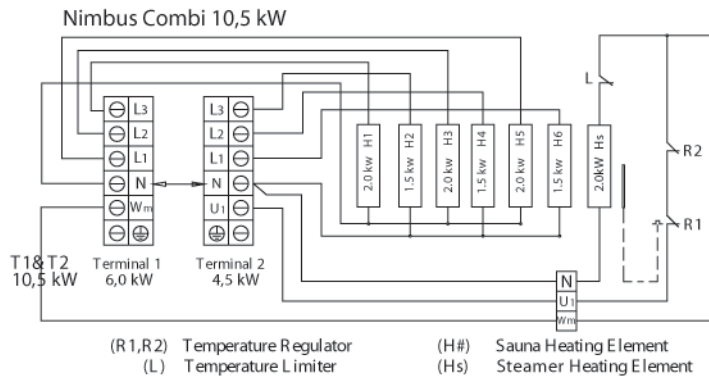 Nimbus Combi 10,5 kW
L3 L3
L2 L2
L1 L1
N N
Wm U1
2.0 kw H1
1.5 kw H2
2.0 kw H3
1.5 kw H4
2.0 kw H5
1.5 kw H6
2.0kW Hs
L
R2
R1
T1& T2
10,5 kW
Terminal 1
6,0 kW
Terminal 2
4,5 kW
N
U1
Wm
(R1,R2) Temperature Regulator
(L) Temperature Limiter
(H#) Sauna Heating Element
(Hs) Steamer Heating Element